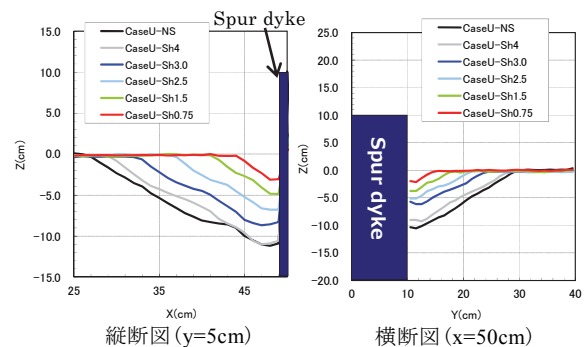 Spur dyke
CaseU-NS
CaseU-Sh4
CaseU-Sh3.0
CaseU-Sh2.5
CaseU-Sh1.5
CaseU-Sh0.75
15.0
10.0
5.0
0.0
-5.0
-10.0
-15.0
Z(cm)
25
35
45
X(cm)
縦断図(y=5cm)
CaseU-NS
CaseU-Sh4
CaseU-Sh3.0
CaseU-Sh2.5
CaseU-Sh1.5
CaseU-Sh0.75
25.0
20.0
15.0
10.0
5.0
0.0
-5.0
-10.0
-15.0
-20.0
Z(cm)
Spur dyke
0
10
20
30
40
Y(cm)
横断図(x=50cm)